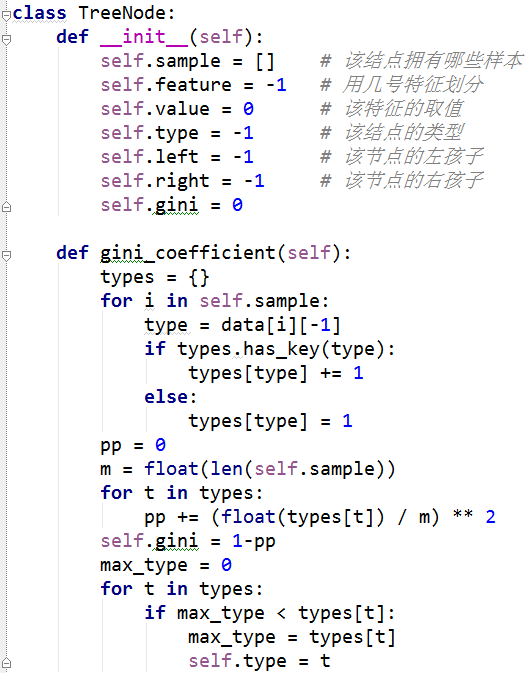 class TreeNode:
    def __init__(self):
        self.sample = []    # 该结点拥有哪些样本
        self.feature = -1   # 用几号特征划分
        self.value = 0      # 该特征的取值
        self.type = -1      # 该结点的类型
        self.left = -1      # 该节点的左孩子
        self.right = -1     # 该节点的右孩子
        self.gini = 0

    def gini_coefficient(self):
        types = {}
        for i in self.sample:
            type = data[i][-1]
            if types.has_key(type):
                types[type] += 1
            else:
                types[type] = 1
        pp = 0
        m = float(len(self.sample))
        for t in types:
            pp += (float(types[t]) / m) ** 2
        self.gini = 1-pp
        max_type = 0
        for t in types:
            if max_type < types[t]:
                max_type = types[t]
                self.type = t